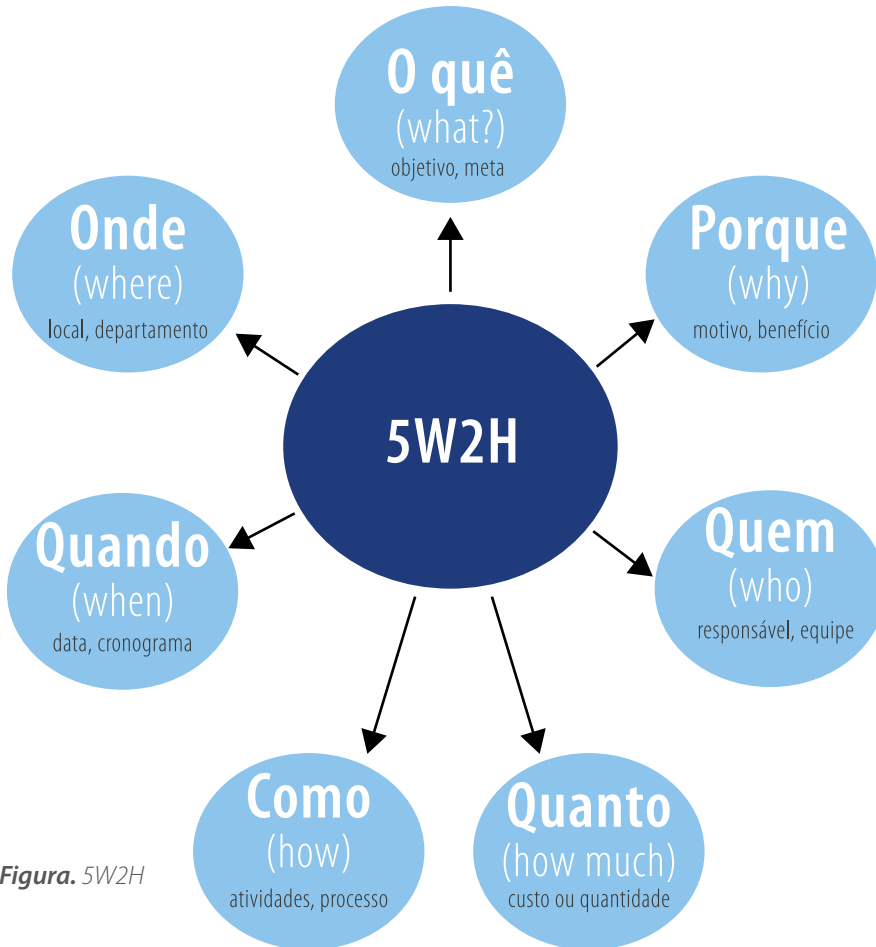 O quê
(what?)
objetivo, meta
Onde
(where)
local, departamento
Porque
(why)
motivo, benefício
5W2H
Quando
(when)
data, cronograma
Quem
(who)
responsável, equipe
Como
(how)
atividades, processo
Quanto
(how much)
custo ou quantidade
Figura. 5W2H